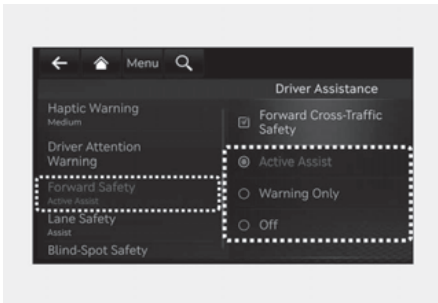 Menu
Driver Assistance
Haptic Warning
Medium
Driver Attention
Warning
Forward Safety
Active Assist
Lane Safety
Assist
Blind-Spot Safety
Forward Cross-Traffic
Safety
Active Assist
Warning Only
Off